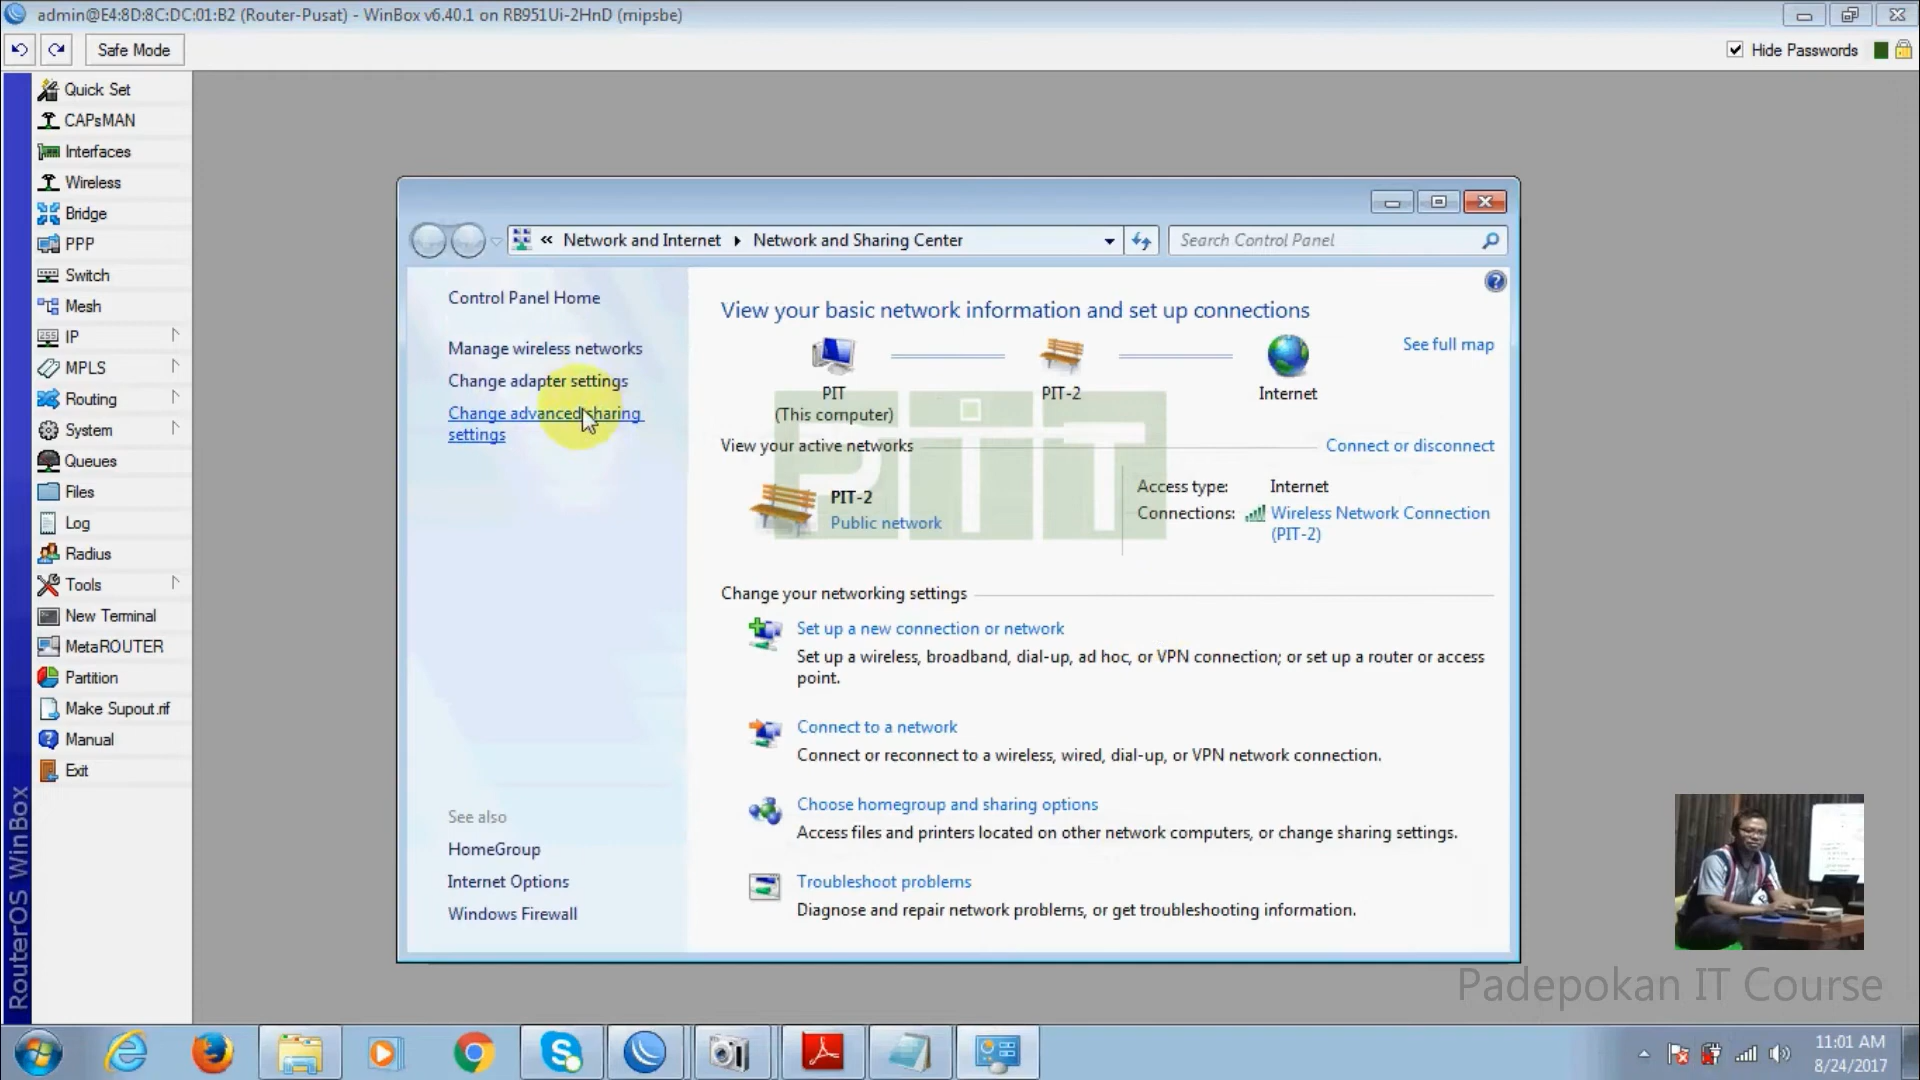 admin@E4:8D:8C:DC:01:B2 (Router-Pusat) - WinBox v6.40.1 on RB951Ui-2HnD (mipsbe)
Safe Mode
Hide Passwords
Quick Set
CAPsMAN
Interfaces
Wireless
Bridge
PPP
Switch
Mesh
IP
MPLS
Routing
System
Queues
Files
Log
Radius
Tools
New Terminal
MetaROUTER
Partition
Make Supout.rif
Manual
Exit
RouterOS WinBox
« Network and Internet
Network and Sharing Center
Search Control Panel
Control Panel Home
Manage wireless networks
Change adapter settings
Change advanced sharing
settings
See also
HomeGroup
Internet Options
Windows Firewall
View your basic network information and set up connections
See full map
PIT
(This computer)
PIT-2
Internet
View your active networks
Connect or disconnect
PIT-2
Public network
Access type: Internet
Connections: Wireless Network Connection
(PIT-2)
PIT
Change your networking settings
Set up a new connection or network
Set up a wireless, broadband, dial-up, ad hoc, or VPN connection; or set up a router or access
point.
Connect to a network
Connect or reconnect to a wireless, wired, dial-up, or VPN network connection.
Choose homegroup and sharing options
Access files and printers located on other network computers, or change sharing settings.
Troubleshoot problems
Diagnose and repair network problems, or get troubleshooting information.
Padepokan IT Course
11:01 AM
8/24/2017